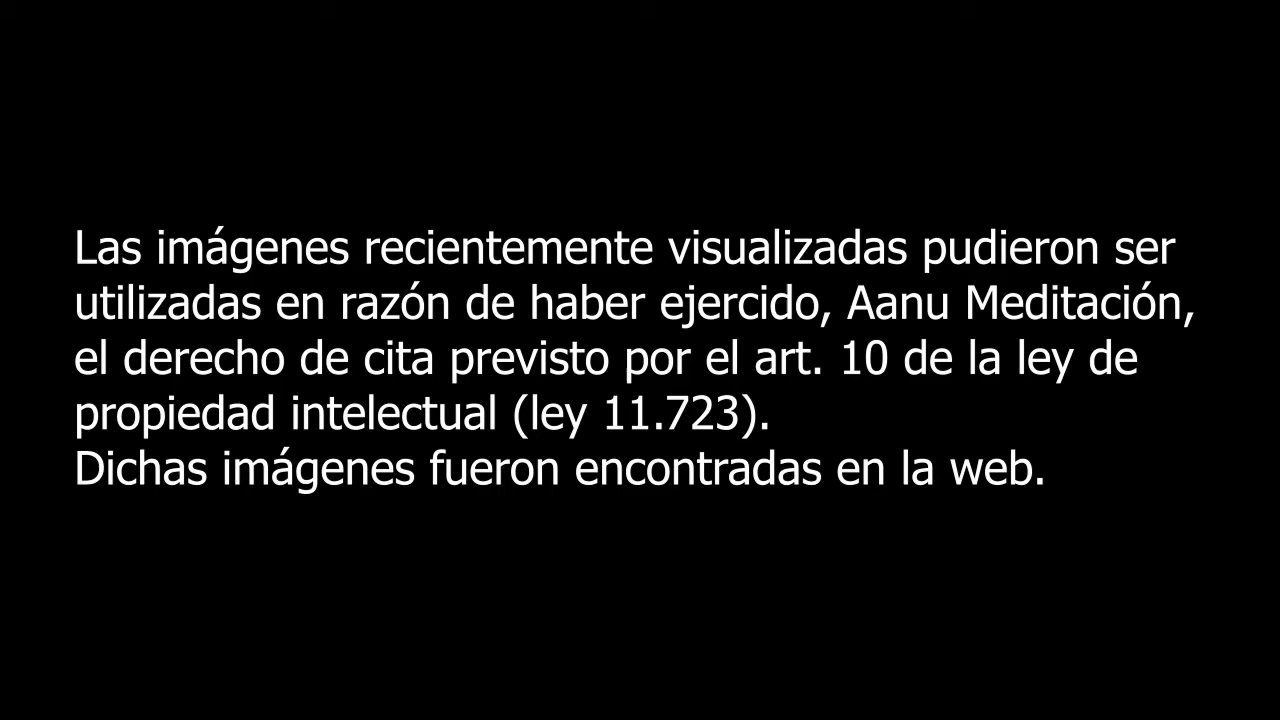 Las imágenes recientemente visualizadas pudieron ser
utilizadas en razón de haber ejercido, Aanu Meditación,
el derecho de cita previsto por el art. 10 de la ley de
propiedad intelectual (ley 11.723).
Dichas imágenes fueron encontradas en la web.